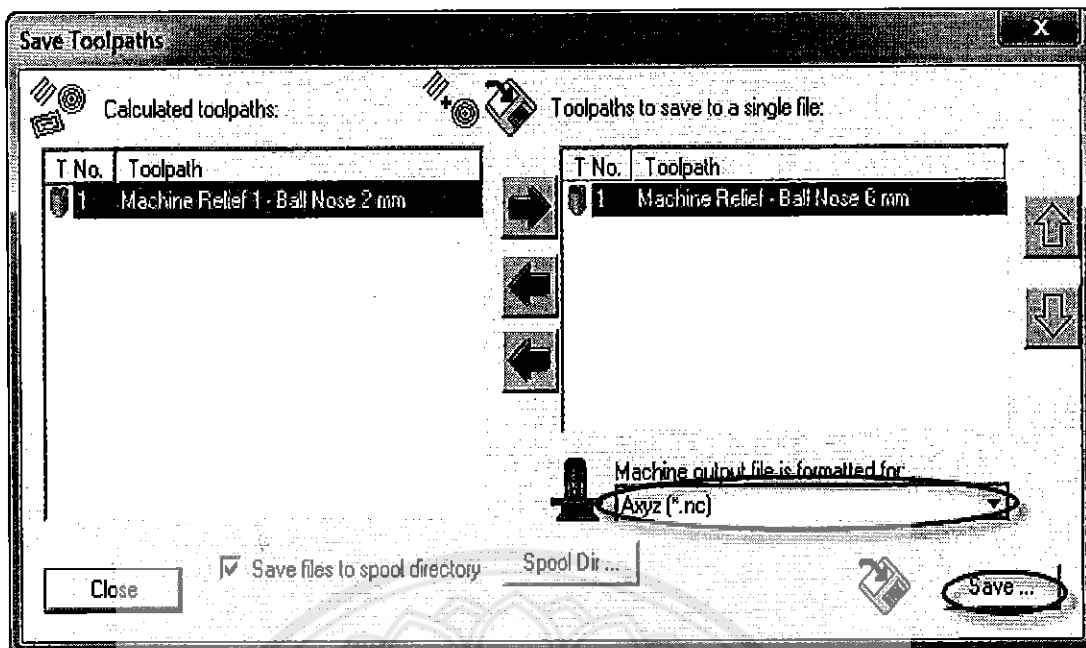 Save Toolpaths
X
Calculated toolpaths:
Toolpaths to save to a single file:
T No. Toolpath
1 Machine Relief 1 - Ball Nose 2 mm
T No. Toolpath
1 Machine Relief - Ball Nose 6 mm
Machine output file is formatted for
Axyz (*.nc)
Save files to spool directory
Spool Dir ...
Close
Save ...